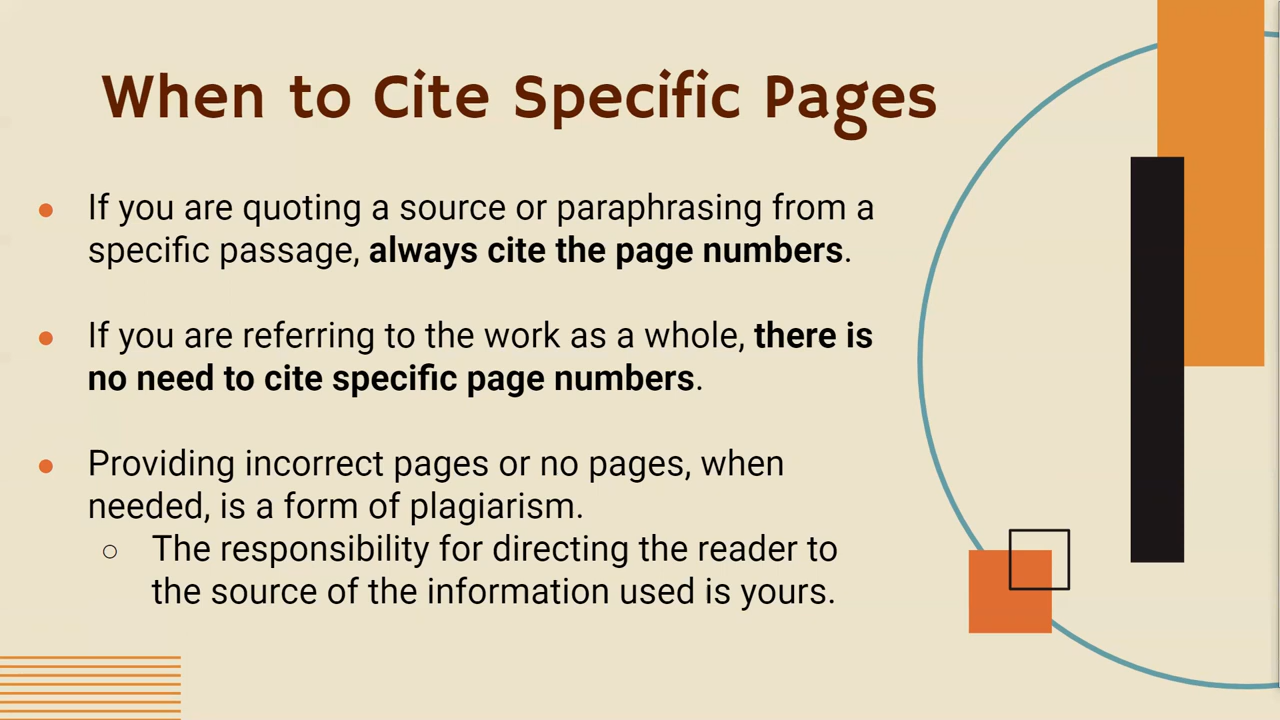 When to Cite Specific Pages
● If you are quoting a source or paraphrasing from a
specific passage, always cite the page numbers.
● If you are referring to the work as a whole, there is
no need to cite specific page numbers.
● Providing incorrect pages or no pages, when
needed, is a form of plagiarism.
○ The responsibility for directing the reader to
the source of the information used is yours.